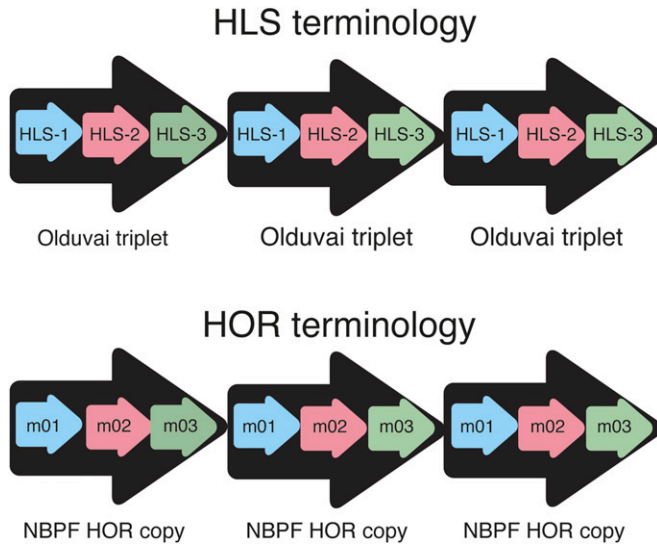 HLS terminology
HLS-1 HLS-2 HLS-3 HLS-1 HLS-2 HLS-3 HLS-1 HLS-2 HLS-3
Olduvai triplet Olduvai triplet Olduvai triplet
HOR terminology
m01 m02 m03 m01 m02 m03 m01 m02 m03
NBPF HOR copy NBPF HOR copy NBPF HOR copy